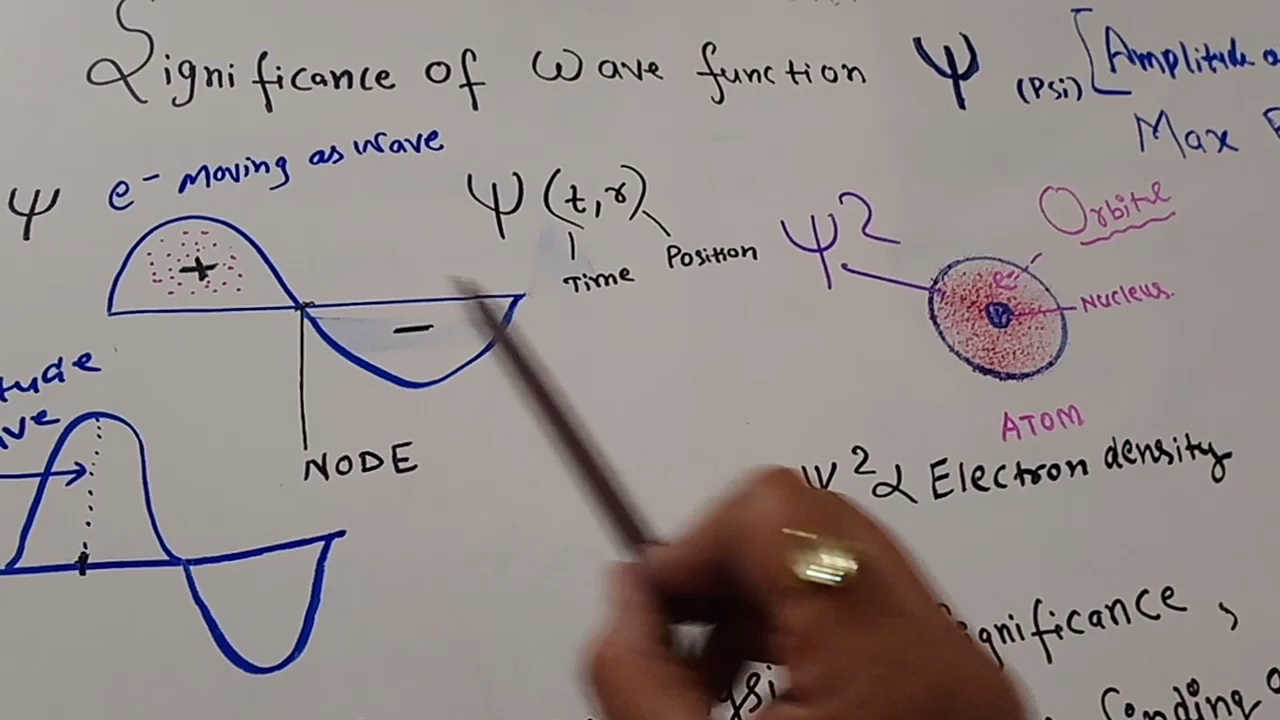 Significance of Wave function ψ (Psi) [Amplitude
Max
ψ e⁻ moving as wave
ψ (t, r)
Time Position
+
−
NODE
ψ²
Orbital
e⁻
Nucleus.
ATOM
ψ² ∝ Electron density